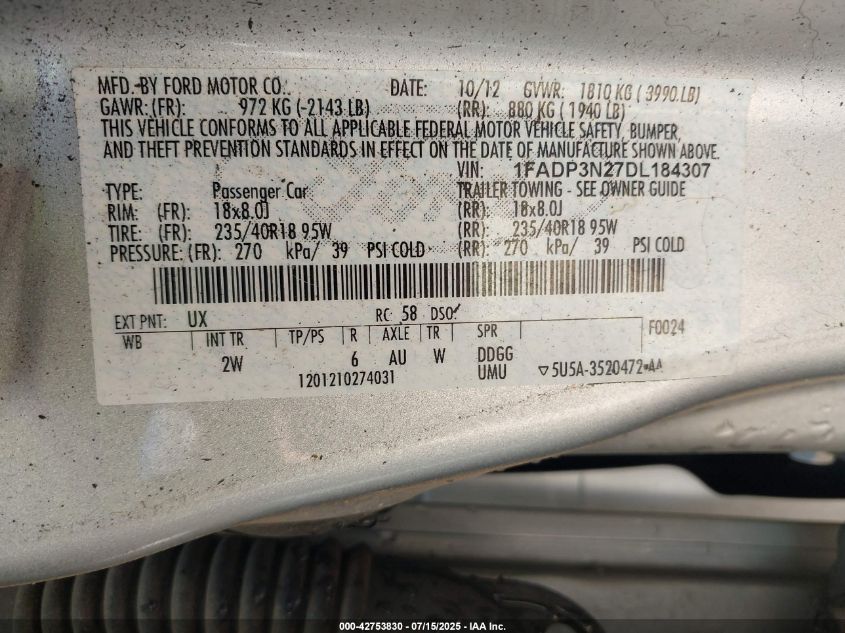 MFD. BY FORD MOTOR CO. DATE: 10/12 GVWR: 1810 KG ( 3990 LB)
GAWR: (FR): 972 KG (-2143 LB) (RR): 880 KG ( 1940 LB)
THIS VEHICLE CONFORMS TO ALL APPLICABLE FEDERAL MOTOR VEHICLE SAFETY, BUMPER,
AND THEFT PREVENTION STANDARDS IN EFFECT ON THE DATE OF MANUFACTURE SHOWN ABOVE.
VIN: 1FADP3N27DL184307
TYPE: Passenger Car TRAILER TOWING - SEE OWNER GUIDE
RIM: (FR): 18x8.0J (RR): 18x8.0J
TIRE: (FR): 235/40R18 95W (RR): 235/40R18 95W
PRESSURE: (FR): 270 kPa/ 39 PSI COLD (RR): 270 kPa/ 39 PSI COLD
EXT PNT: UX RC: 58 DSO: F0024
WB INT TR TP/PS R AXLE TR SPR
2W 6 AU W DDGG
1201210274031 UMU ▽5U5A-3520472-AA
000-42753830 - 07/15/2025 - IAA Inc.